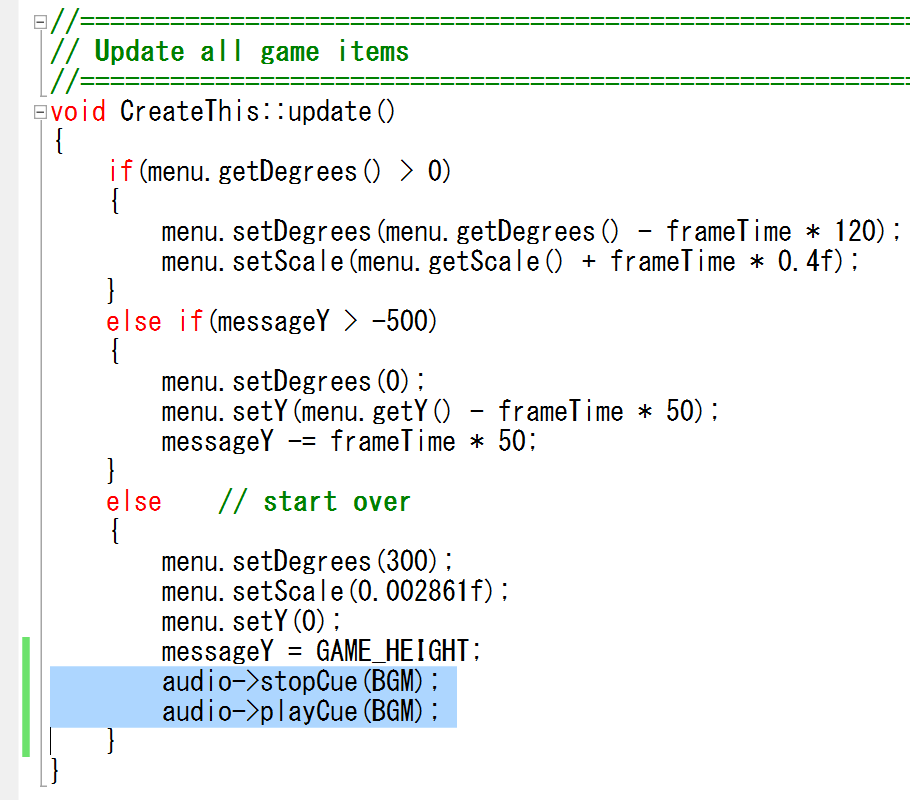 //=======================================================
// Update all game items
//=======================================================
void CreateThis::update()
{
    if(menu.getDegrees() > 0)
    {
        menu.setDegrees(menu.getDegrees() - frameTime * 120);
        menu.setScale(menu.getScale() + frameTime * 0.4f);
    }
    else if(messageY > -500)
    {
        menu.setDegrees(0);
        menu.setY(menu.getY() - frameTime * 50);
        messageY -= frameTime * 50;
    }
    else    // start over
    {
        menu.setDegrees(300);
        menu.setScale(0.002861f);
        menu.setY(0);
        messageY = GAME_HEIGHT;
        audio->stopCue(BGM);
        audio->playCue(BGM);
    }
}